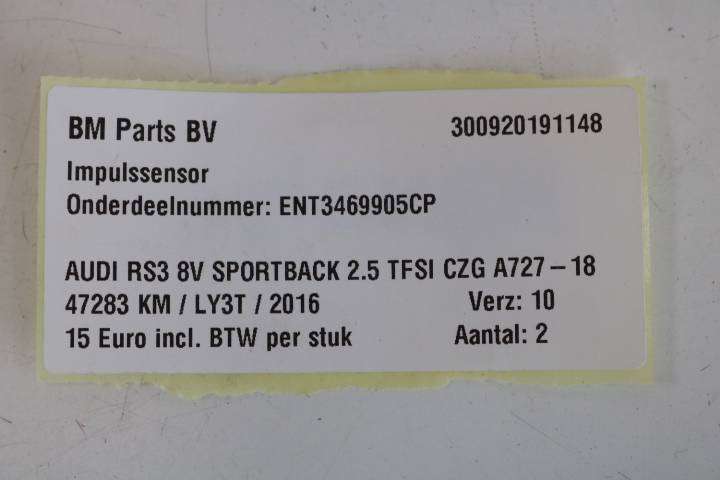 BM Parts BV 300920191148
Impulssensor
Onderdeelnummer: ENT3469905CP
AUDI RS3 8V SPORTBACK 2.5 TFSI CZG A727-18
47283 KM / LY3T / 2016 Verz: 10
15 Euro incl. BTW per stuk Aantal: 2